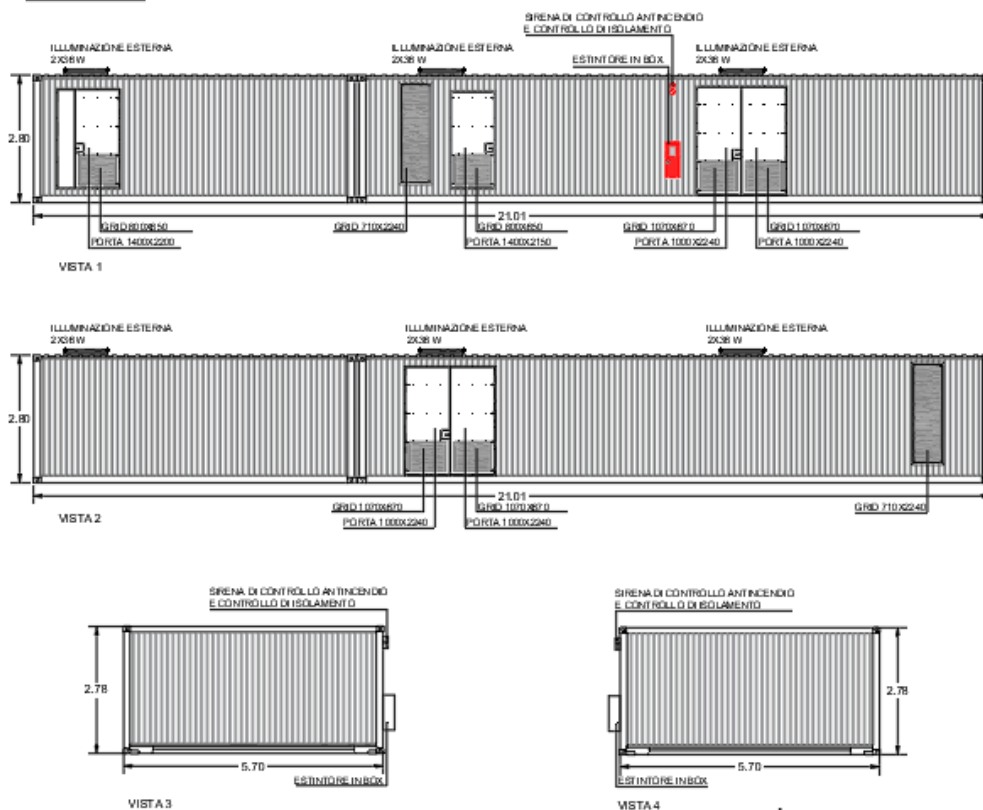 SIRENA DI CONTROLLO ANTINCENDIO
E CONTROLLO DI ISOLAMENTO
ILLUMINAZIONE ESTERNA
2X36 W
ILLUMINAZIONE ESTERNA
2X36 W
ESTINTORE IN BOX
ILLUMINAZIONE ESTERNA
2X36 W
2.80
21.01
GRID 800X650
PORTA 1400X2200
GRID 710X2240
GRID 800X650
PORTA 1400X2150
GRID 1070X670
PORTA 1000X2240
GRID 1070X670
PORTA 1000X2240
VISTA 1
ILLUMINAZIONE ESTERNA
2X36 W
ILLUMINAZIONE ESTERNA
2X36 W
ILLUMINAZIONE ESTERNA
2X36 W
2.80
21.01
GRID 1070X670
PORTA 1000X2240
GRID 1070X670
PORTA 1000X2240
GRID 710X2240
VISTA 2
SIRENA DI CONTROLLO ANTINCENDIO
E CONTROLLO DI ISOLAMENTO
2.78
5.70
ESTINTORE IN BOX
VISTA 3
SIRENA DI CONTROLLO ANTINCENDIO
E CONTROLLO DI ISOLAMENTO
2.78
5.70
ESTINTORE IN BOX
VISTA 4